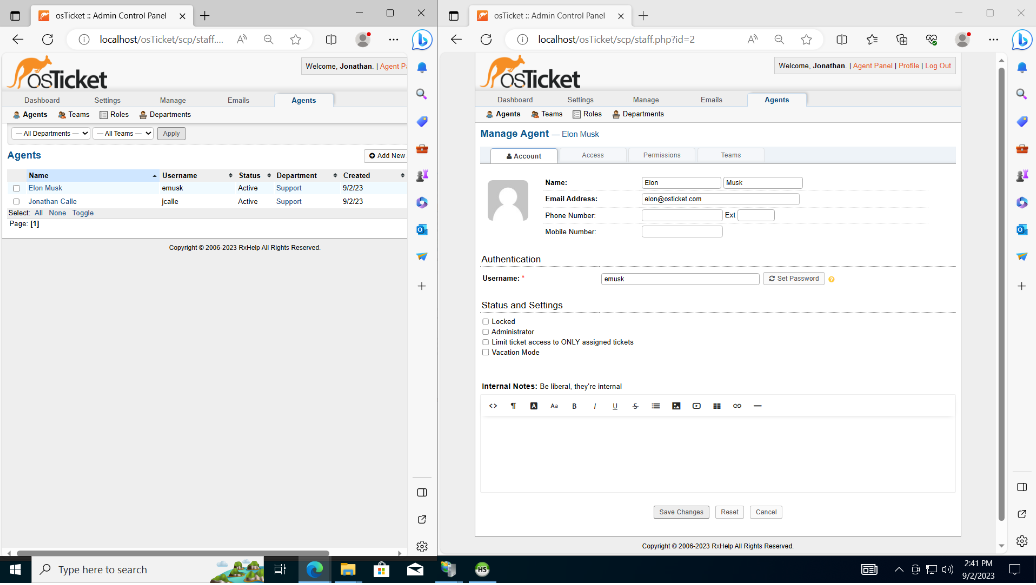 osTicket :: Admin Control Panel
localhost/osTicket/scp/staff....
Welcome, Jonathan. | Agent P
osTicket
Dashboard Settings Manage Emails Agents
Agents Teams Roles Departments
— All Departments — — All Teams — Apply
Agents
Add New
Name Username Status Department Created
Elon Musk emusk Active Support 9/2/23
Jonathan Calle jcalle Active Support 9/2/23
Select: All None Toggle
Page: [1]
Copyright © 2006-2023 RxHelp All Rights Reserved.
osTicket :: Admin Control Panel
localhost/osTicket/scp/staff.php?id=2
Welcome, Jonathan. | Agent Panel | Profile | Log Out
osTicket
Dashboard Settings Manage Emails Agents
Agents Teams Roles Departments
Manage Agent — Elon Musk
Account Access Permissions Teams
Name: Elon Musk
Email Address: elon@osticket.com
Phone Number: Ext
Mobile Number:
Authentication
Username: * emusk Set Password
Status and Settings
Locked
Administrator
Limit ticket access to ONLY assigned tickets
Vacation Mode
Internal Notes: Be liberal, they're internal
<> ¶ A Aa B I U S
Save Changes Reset Cancel
Copyright © 2006-2023 RxHelp All Rights Reserved.
Type here to search
HS
2:41 PM
9/2/2023